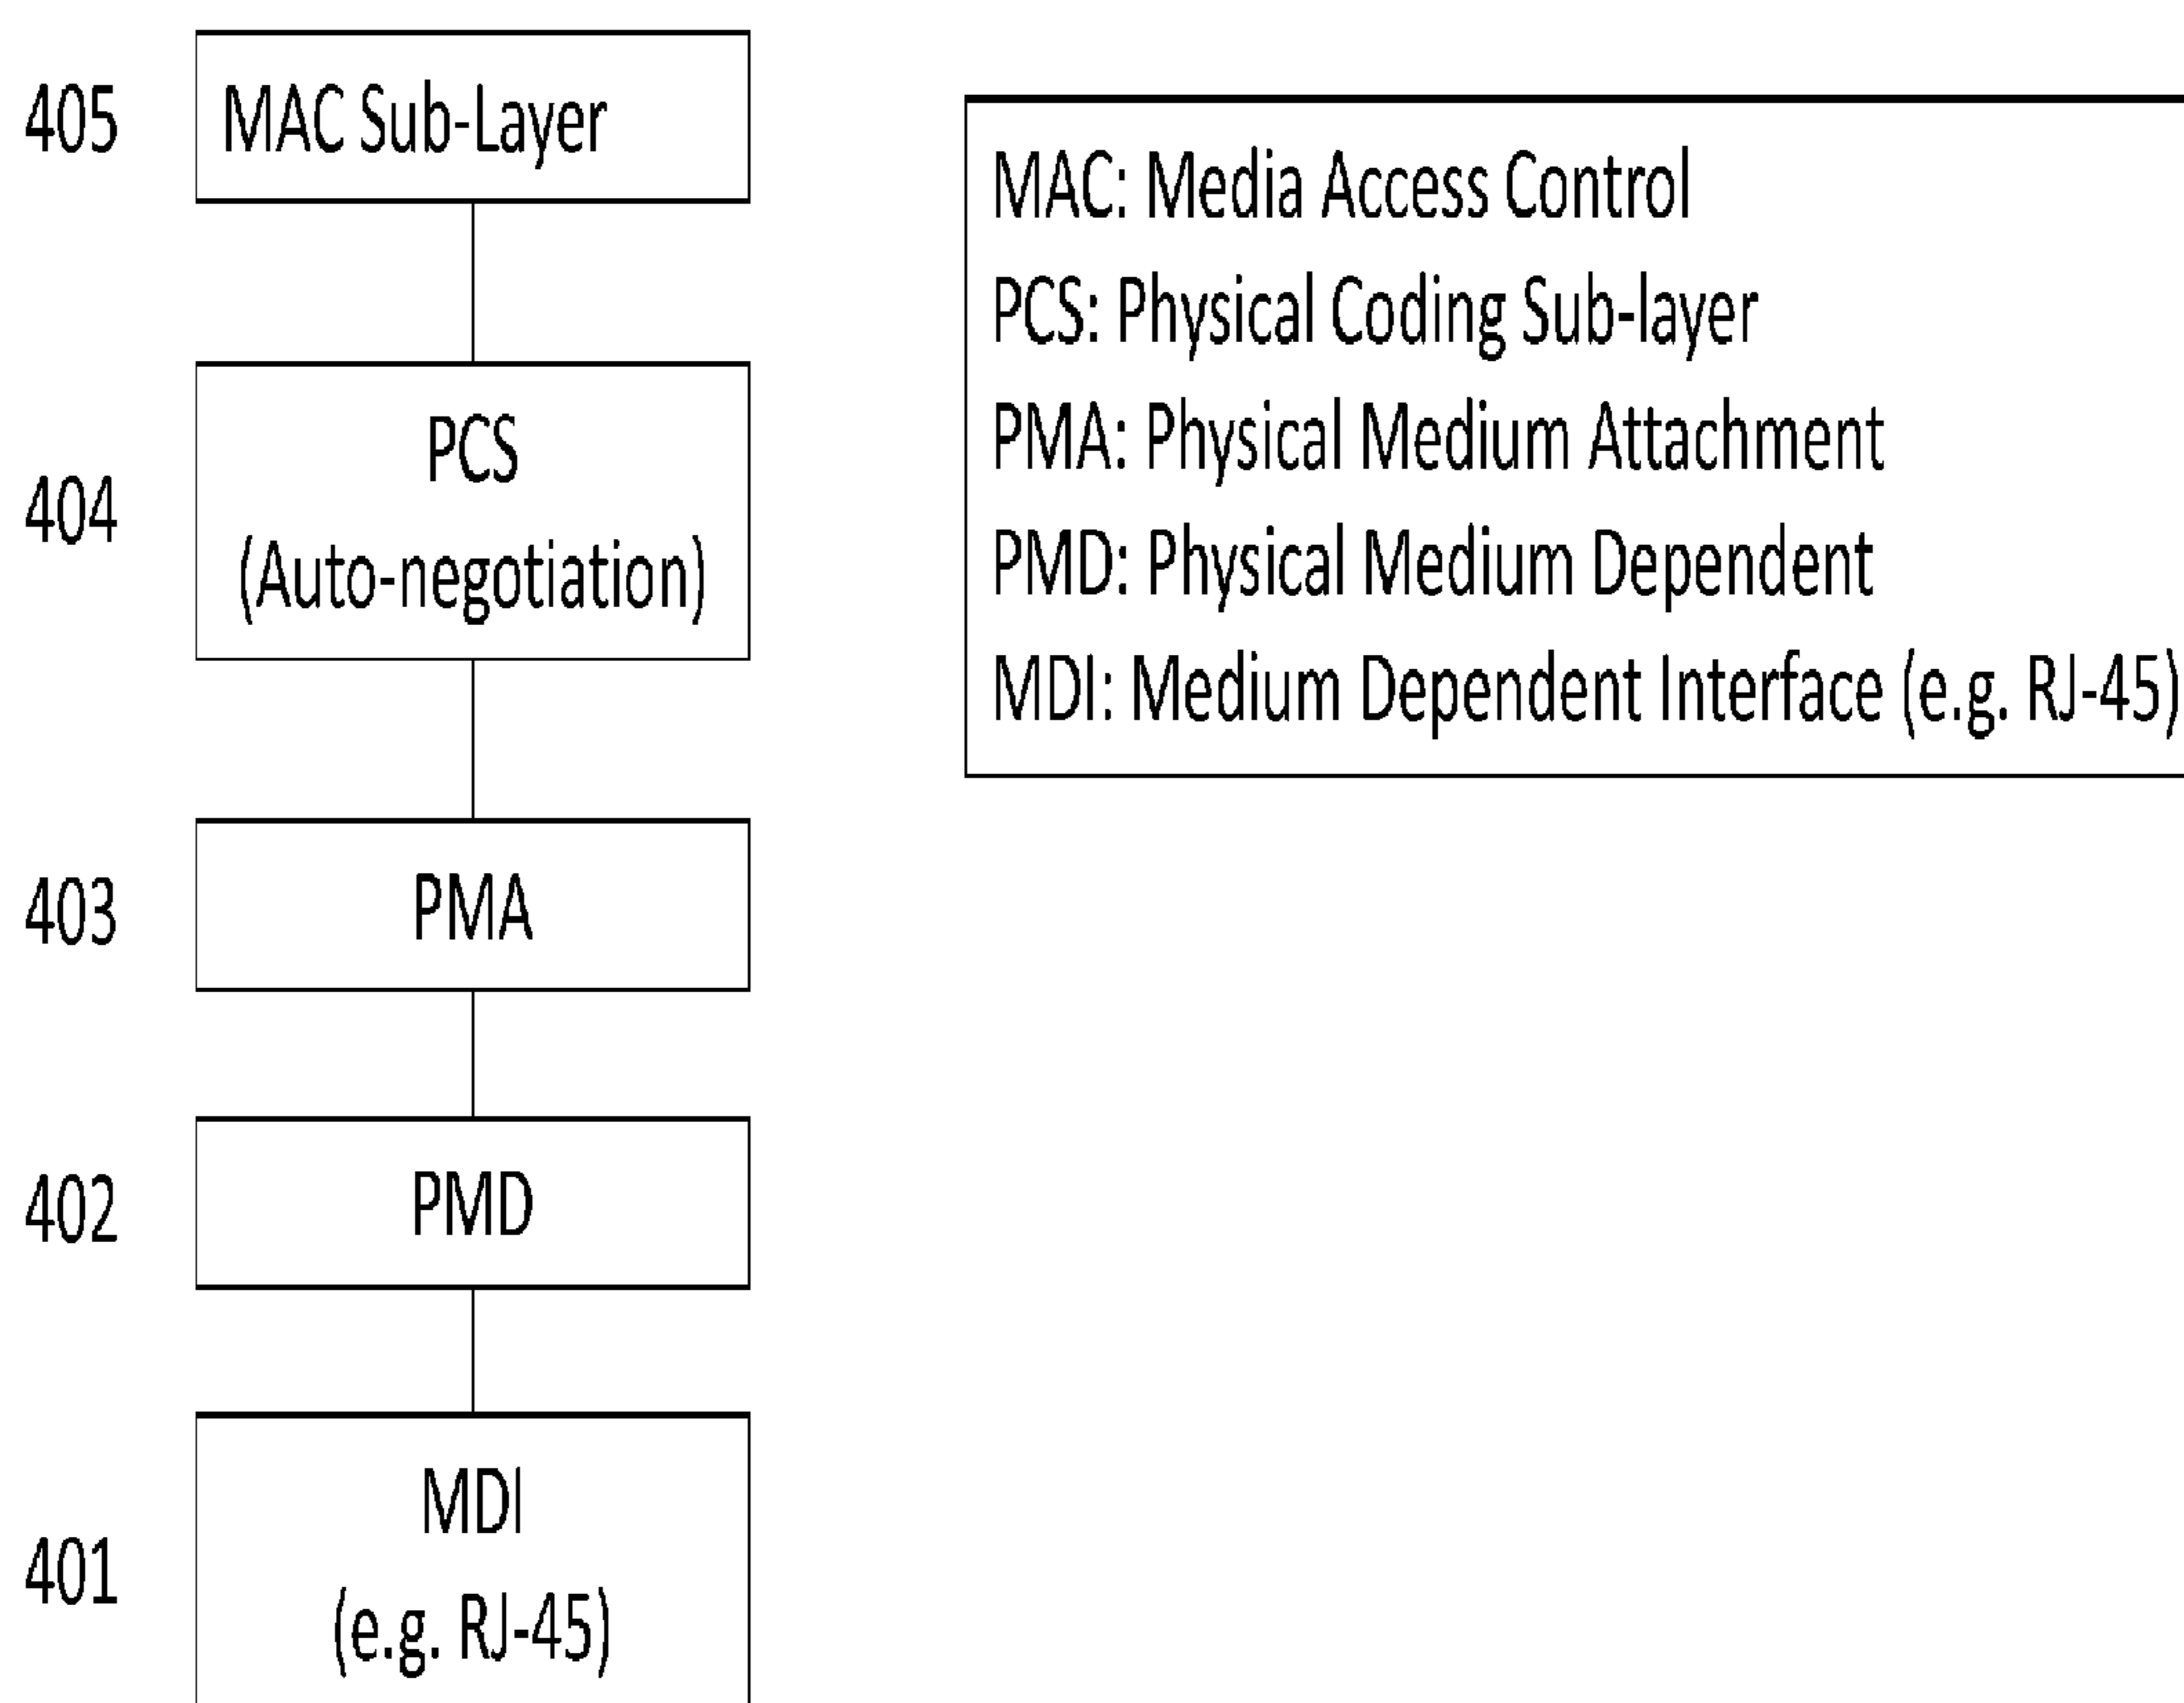 405
MAC Sub-Layer
404
PCS
(Auto-negotiation)
403
PMA
402
PMD
401
MDI
(e.g. RJ-45)
MAC: Media Access Control
PCS: Physical Coding Sub-layer
PMA: Physical Medium Attachment
PMD: Physical Medium Dependent
MDI: Medium Dependent Interface (e.g. RJ-45)